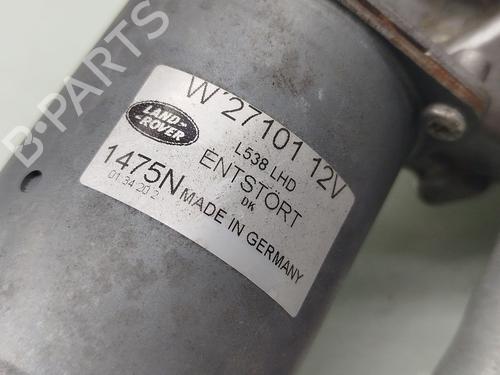 W 27101 12V
LAND-
-ROVER
L538 LHD
ENTSTÖRT
DK
1475N MADE IN GERMANY
01 34 20 2
B-PARTS